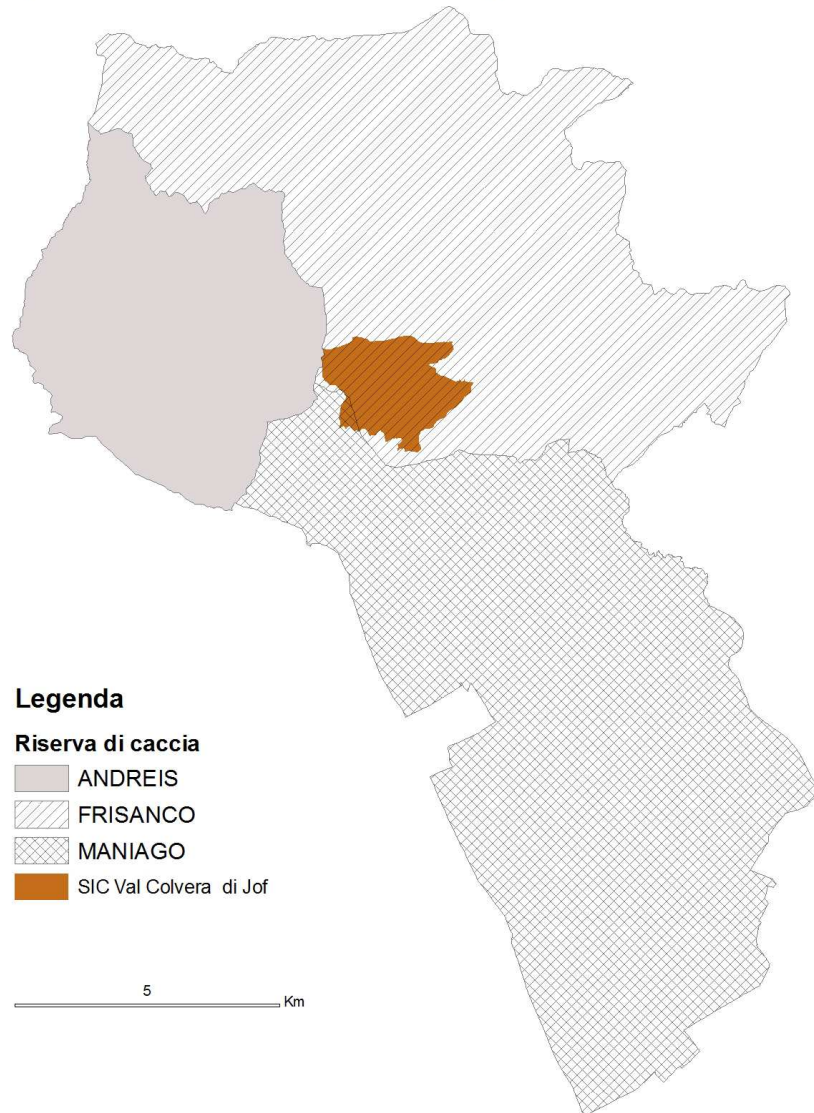 Legenda
Riserva di caccia
ANDREIS
FRISANCO
MANIAGO
SIC Val Colvera di Jof
5
Km